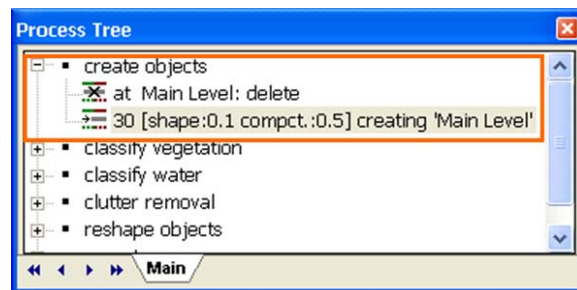 Process Tree
create objects
at Main Level: delete
30 [shape:0.1 compct.:0.5] creating 'Main Level'
classify vegetation
classify water
clutter removal
reshape objects
Main